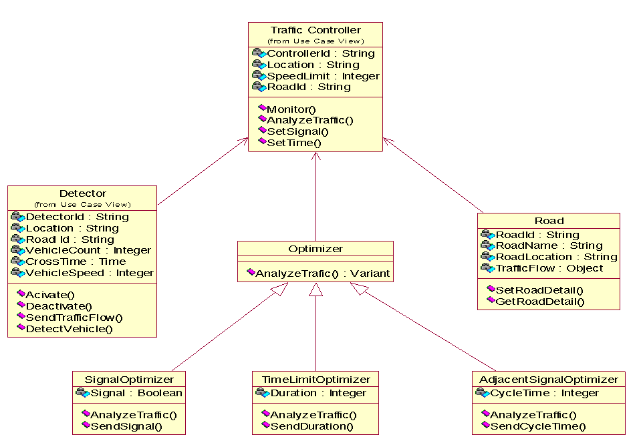 Traffic Controller
(from Use Case View)
ControllerId : String
Location : String
SpeedLimit : Integer
RoadId : String
Monitor()
AnalyzeTraffic()
SetSignal()
SetTime()
Detector
(from Use Case View)
DetectorId : String
Location : String
Road Id : String
VehicleCount : Integer
CrossTime : Time
VehicleSpeed : Integer
Acivate()
Deactivate()
SendTrafficFlow()
DetectVehicle()
Optimizer
AnalyzeTrafic() : Variant
Road
RoadId : String
RoadName : String
RoadLocation : String
TrafficFlow : Object
SetRoadDetail()
GetRoadDetail()
SignalOptimizer
Signal : Boolean
AnalyzeTraffic()
SendSignal()
TimeLimitOptimizer
Duration : Integer
AnalyzeTraffic()
SendDuration()
AdjacentSignalOptimizer
CycleTime : Integer
AnalyzeTraffic()
SendCycleTime()